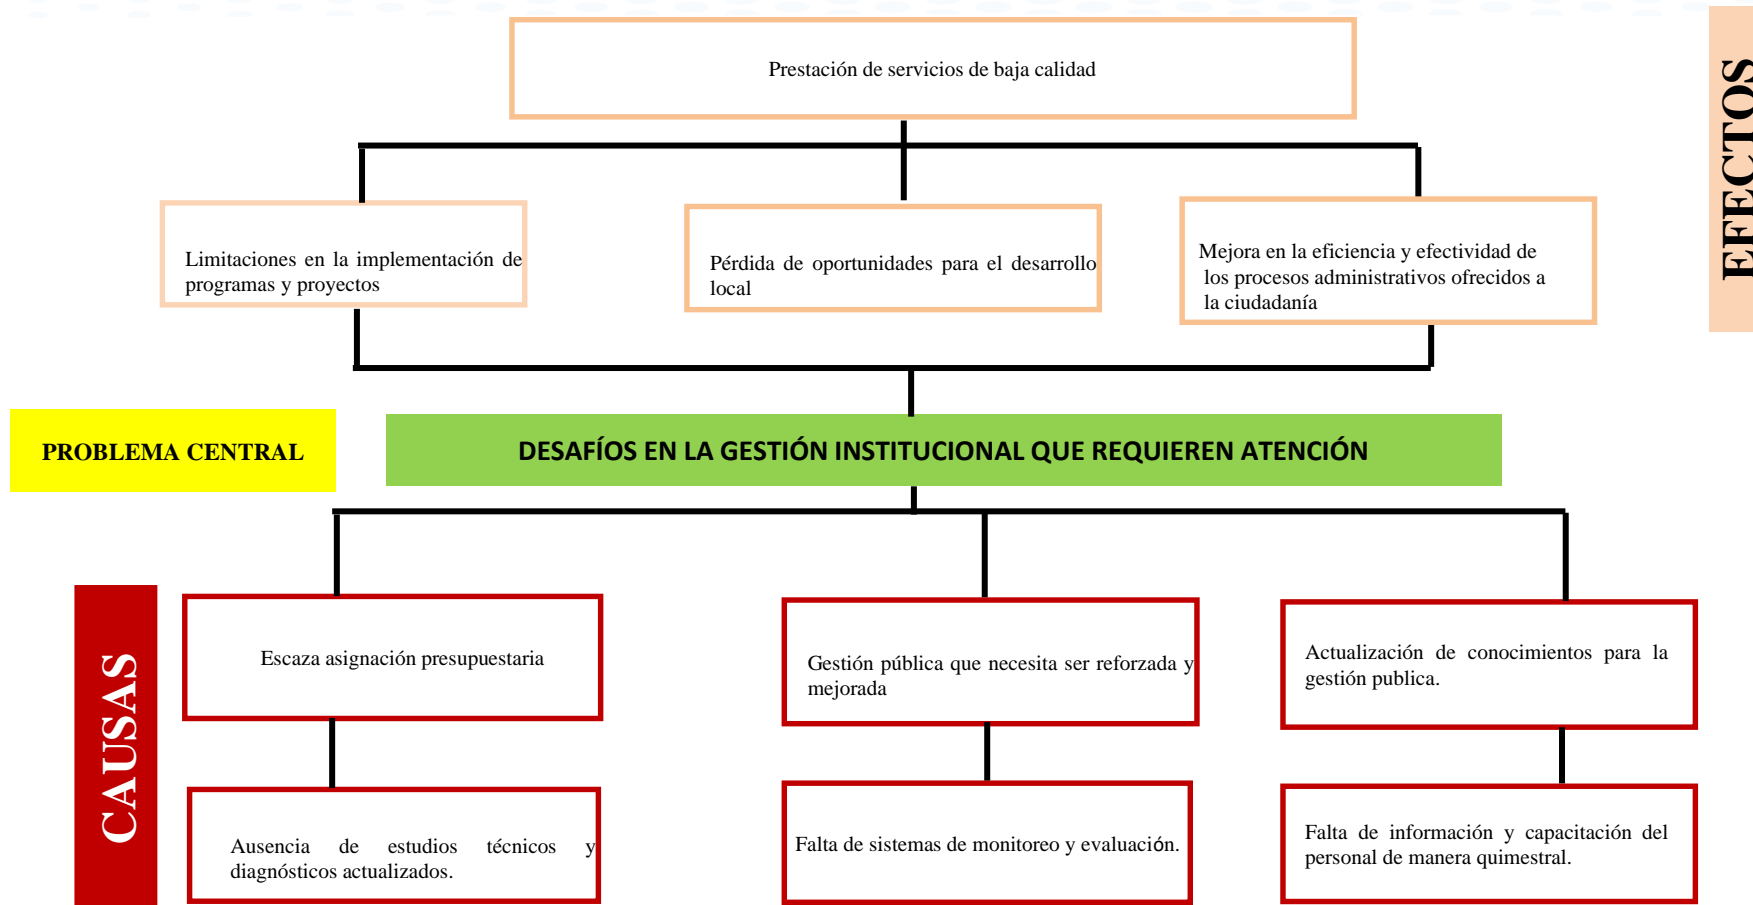 Prestación de servicios de baja calidad
EFECTOS
Limitaciones en la implementación de
programas y proyectos
Pérdida de oportunidades para el desarrollo
local
Mejora en la eficiencia y efectividad de
los procesos administrativos ofrecidos a
la ciudadanía
PROBLEMA CENTRAL
DESAFÍOS EN LA GESTIÓN INSTITUCIONAL QUE REQUIEREN ATENCIÓN
CAUSAS
Escaza asignación presupuestaria
Gestión pública que necesita ser reforzada y
mejorada
Actualización de conocimientos para la
gestión publica.
Ausencia de estudios técnicos y
diagnósticos actualizados.
Falta de sistemas de monitoreo y evaluación.
Falta de información y capacitación del
personal de manera quimestral.